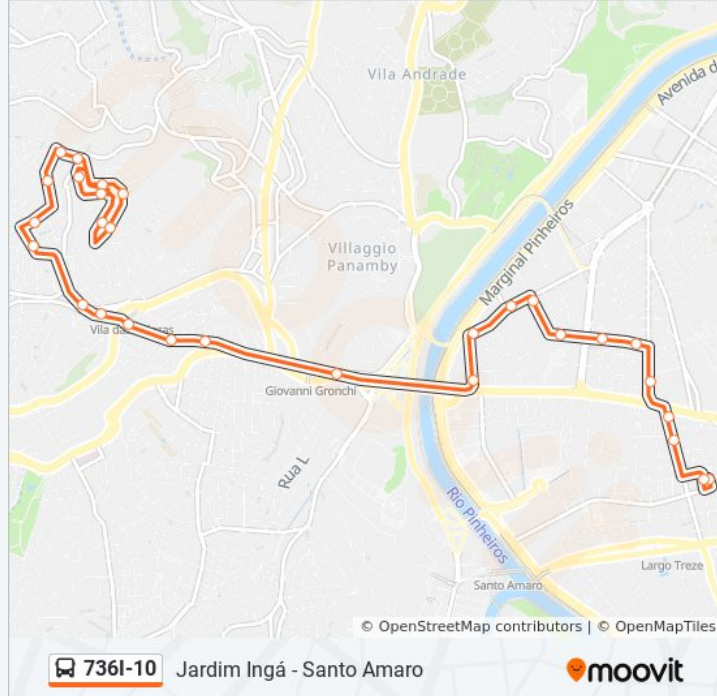 Vila Andrade
Avenida d
Marginal Pinheiros
Villaggio
Panamby
Vila das
Giovanni Gronchi
Rua L
Rio Pinheiros
Largo Treze
Santo Amaro
© OpenStreetMap contributors | © OpenMapTiles
736I-10 Jardim Ingá - Santo Amaro
moovit